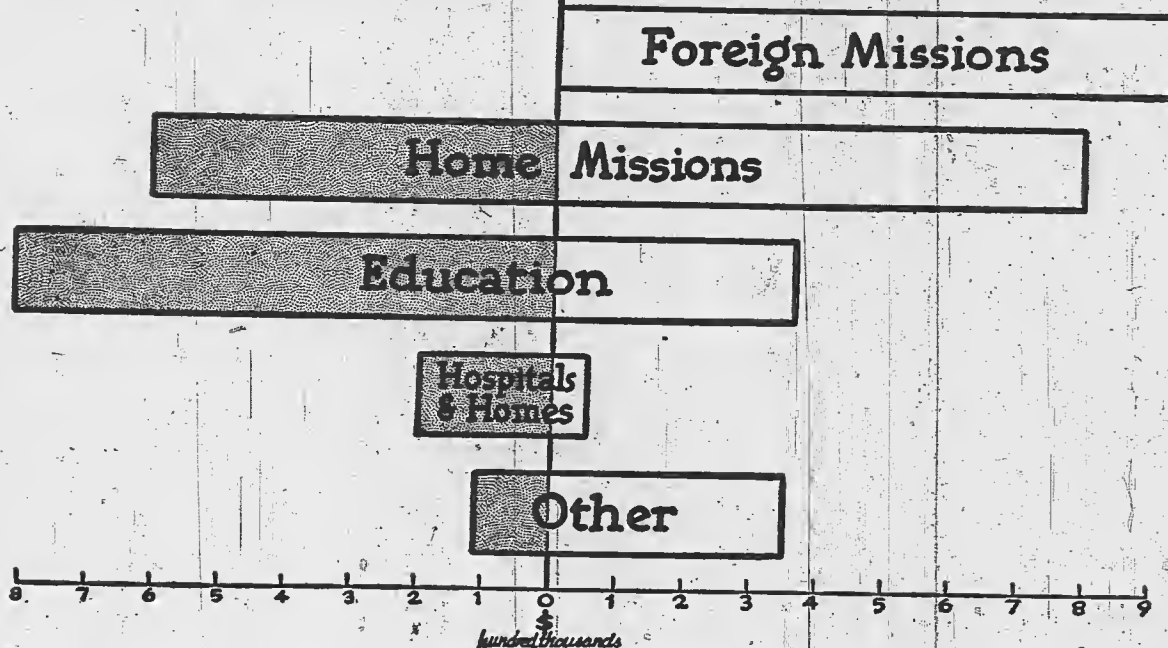 Foreign Missions
Home Missions
Education
Hospitals
& Homes
Other
8 7 6 5 4 3 2 1 0 1 2 3 4 5 6 7 8 9
$
hundred thousands